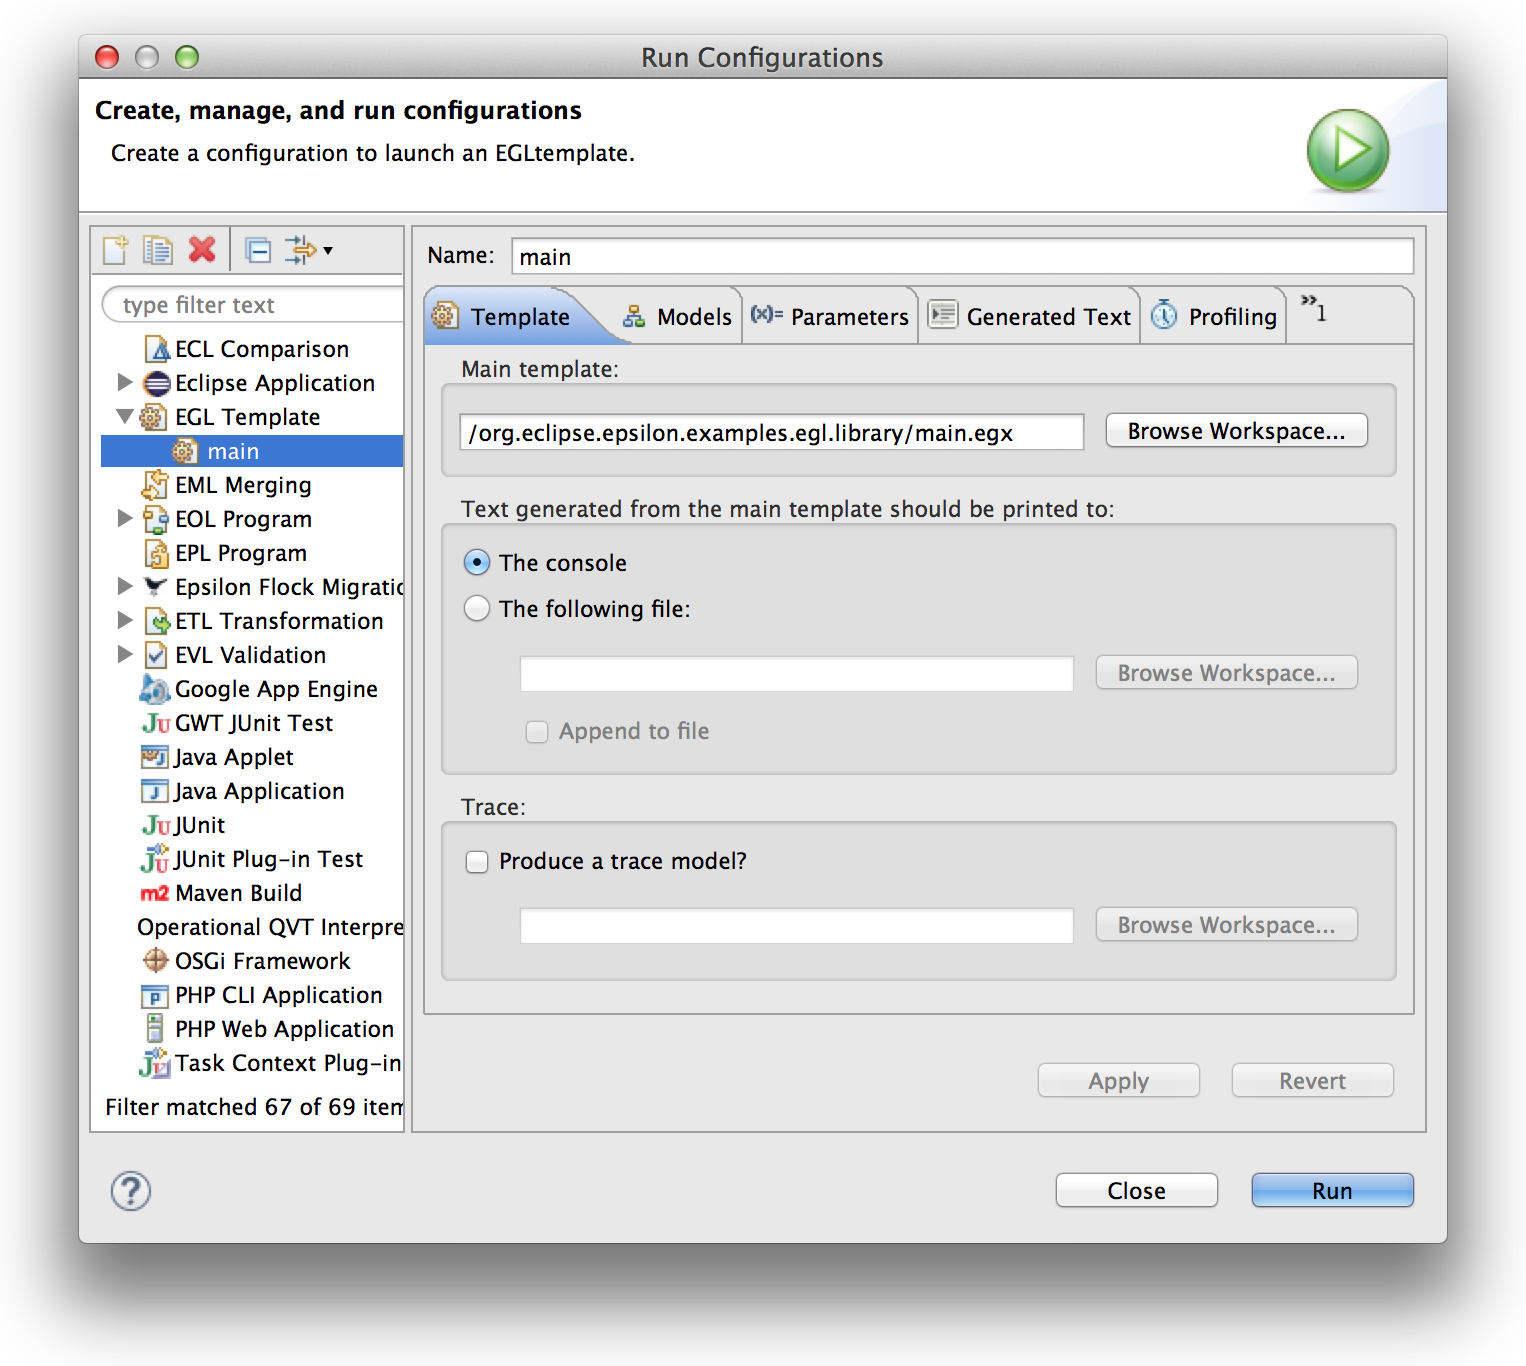 Run Configurations
Create, manage, and run configurations
Create a configuration to launch an EGLtemplate.
type filter text
ECL Comparison
Eclipse Application
EGL Template
main
EML Merging
EOL Program
EPL Program
Epsilon Flock Migratic
ETL Transformation
EVL Validation
Google App Engine
GWT JUnit Test
Java Applet
Java Application
JUnit
JUnit Plug-in Test
m2 Maven Build
Operational QVT Interpre
OSGi Framework
PHP CLI Application
PHP Web Application
Task Context Plug-in
Filter matched 67 of 69 item
Name: main
Template Models (x)= Parameters Generated Text Profiling »1
Main template:
/org.eclipse.epsilon.examples.egl.library/main.egx Browse Workspace...
Text generated from the main template should be printed to:
The console
The following file:
Browse Workspace...
Append to file
Trace:
Produce a trace model?
Browse Workspace...
Apply Revert
? Close Run